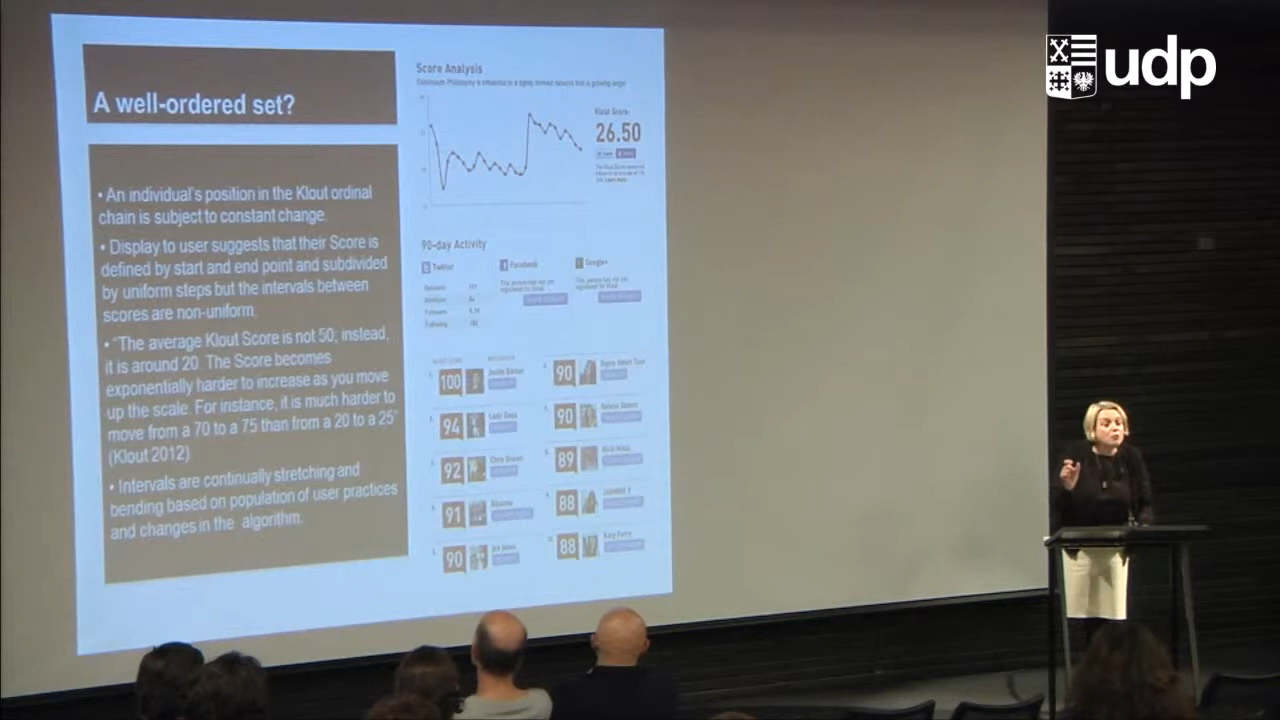 udp
A well-ordered set?
• An individual's position in the Klout ordinal
chain is subject to constant change.
• Display to user suggests that their Score is
defined by start and end point and subdivided
by uniform steps but the intervals between
scores are non-uniform.
• "The average Klout Score is not 50; instead,
it is around 20. The Score becomes
exponentially harder to increase as you move
up the scale. For instance, it is much harder to
move from a 70 to a 75 than from a 20 to a 25"
(Klout 2012)
• Intervals are continually stretching and
bending based on population of user practices
and changes in the algorithm.
Score Analysis
Klout Score
26.50
90-day Activity
Twitter
Facebook
Google+
100 Justin Bieber
94 Lady Gaga
92 Chris Brown
91 Rihanna
90 Joe Jonas
90
90 Selena Gomez
89
88
88 Katy Perry